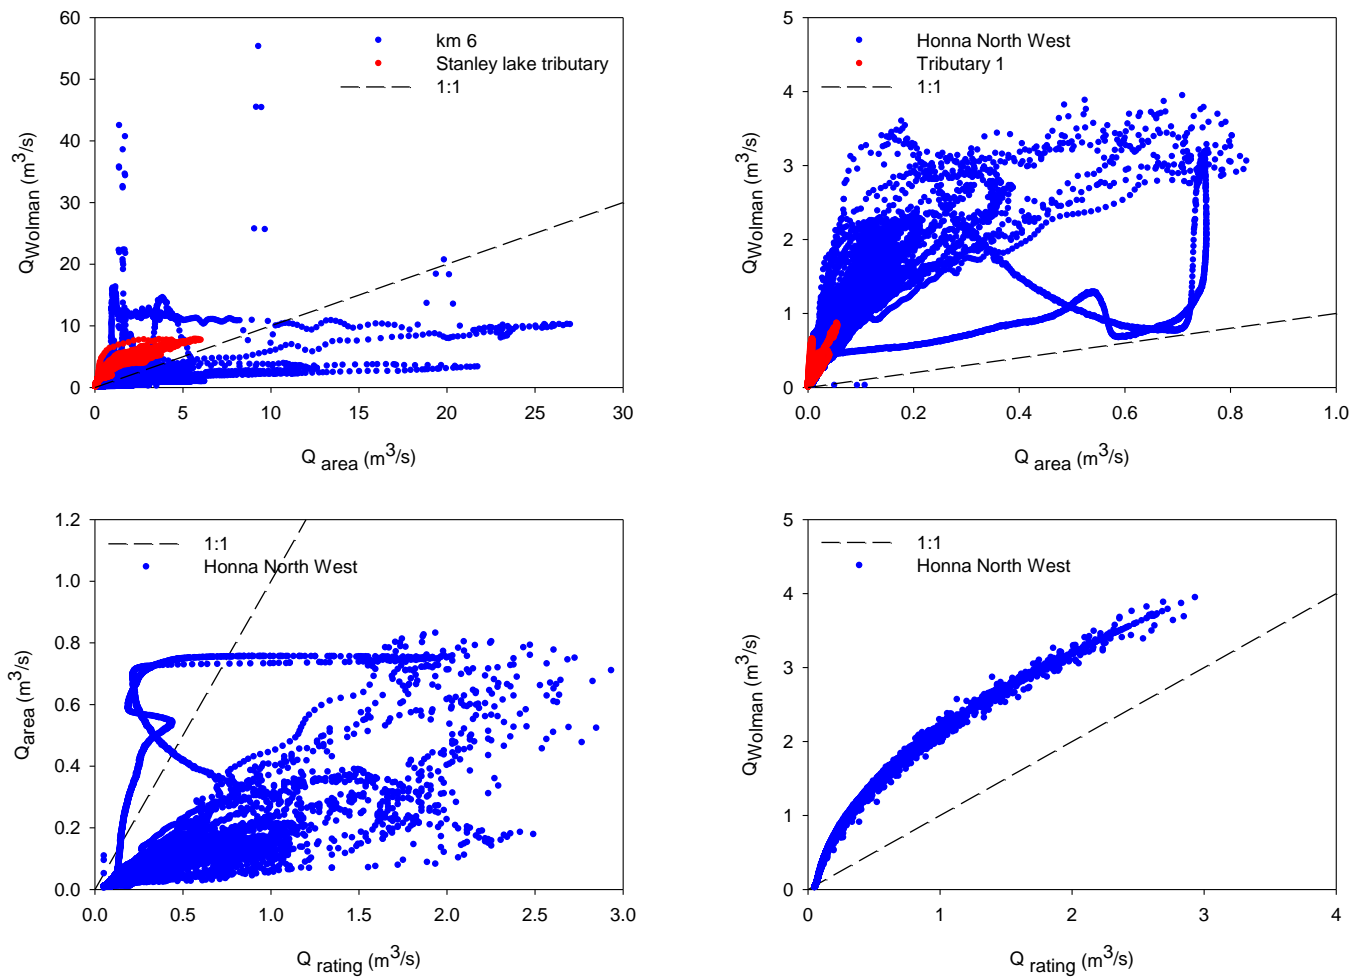 60
50
40
30
20
10
0
Q_Wolman (m³/s)
km 6
Stanley lake tributary
1:1
0 5 10 15 20 25 30
Q area (m³/s)
5
4
3
2
1
0
Q_Wolman (m³/s)
Honna North West
Tributary 1
1:1
0.0 0.2 0.4 0.6 0.8 1.0
Q area (m³/s)
1.2
1.0
0.8
0.6
0.4
0.2
0.0
Q_area (m³/s)
1:1
Honna North West
0.0 0.5 1.0 1.5 2.0 2.5 3.0
Q rating (m³/s)
5
4
3
2
1
0
Q_Wolman (m³/s)
1:1
Honna North West
0 1 2 3 4
Q rating (m³/s)